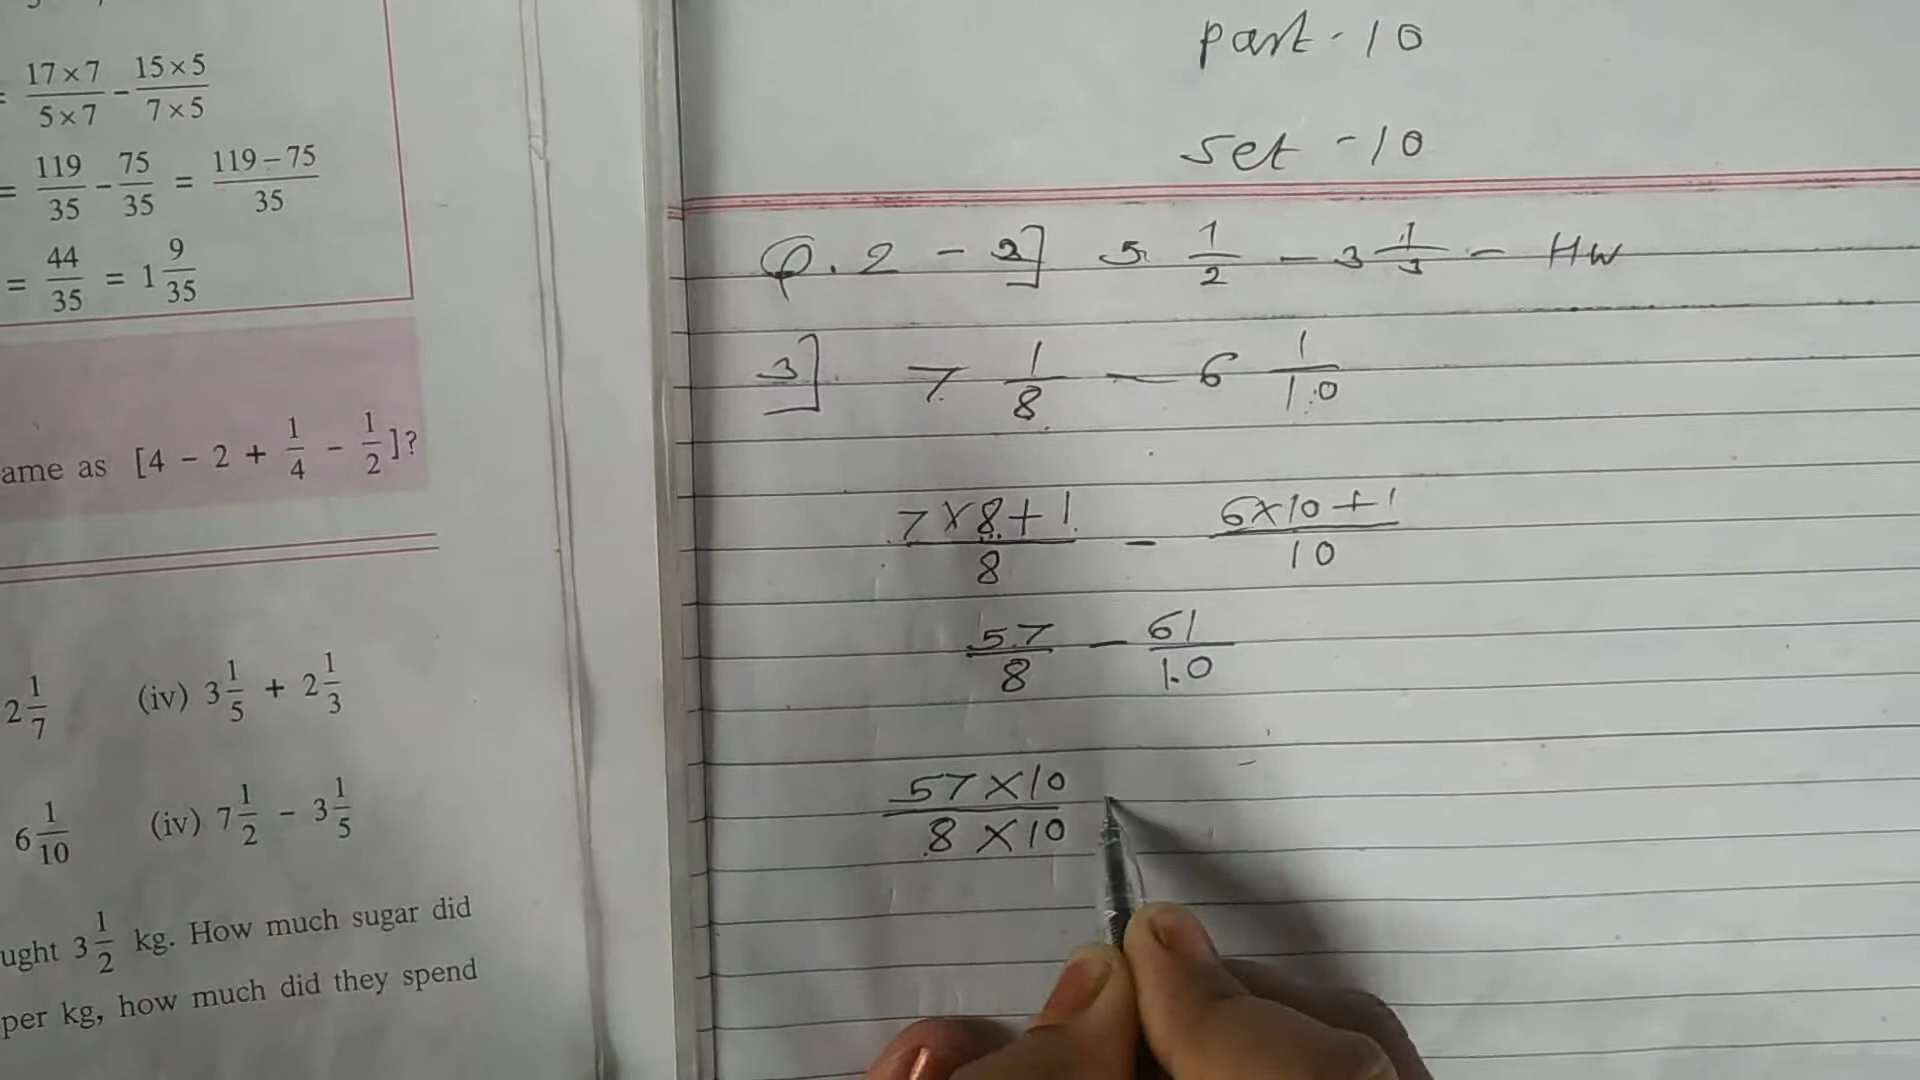 = 17×7/5×7 - 15×5/7×5
= 119/35 - 75/35 = 119-75/35
= 44/35 = 1 9/35
ame as [4 - 2 + 1/4 - 1/2]?
2 1/7 (iv) 3 1/5 + 2 1/3
6 1/10 (iv) 7 1/2 - 3 1/5
ught 3 1/2 kg. How much sugar did
per kg, how much did they spend
part - 10
set - 10
Q. 2 - 2] 5 1/2 - 3 1/3 - HW
3] 7 1/8 - 6 1/10
7×8+1/8 - 6×10+1/10
57/8 - 61/10
57×10/8×10